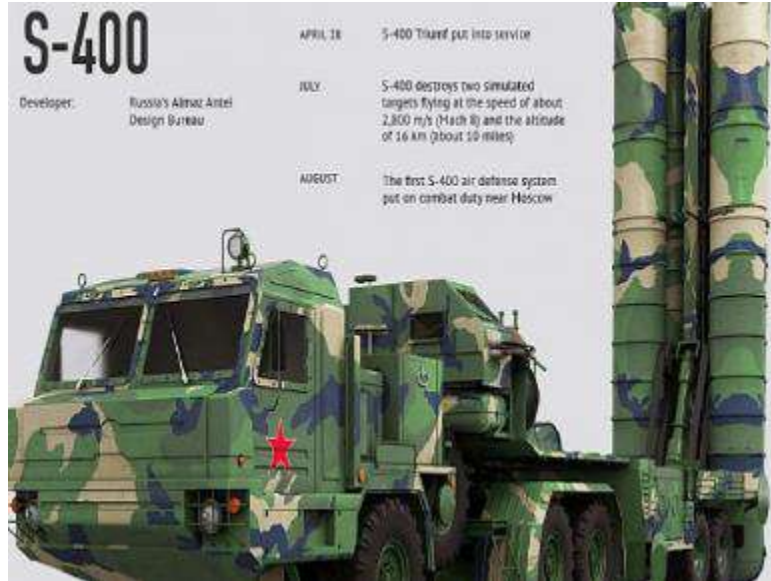 S-400
Developer:
Russia's Almaz Antei
Design Bureau
APRIL 28
S-400 Triumf put into service
JULY
S-400 destroys two simulated
targets flying at the speed of about
2,800 m/s (Mach 8) and the altitude
of 16 km (about 10 miles)
AUGUST
The first S-400 air defense system
put on combat duty near Moscow